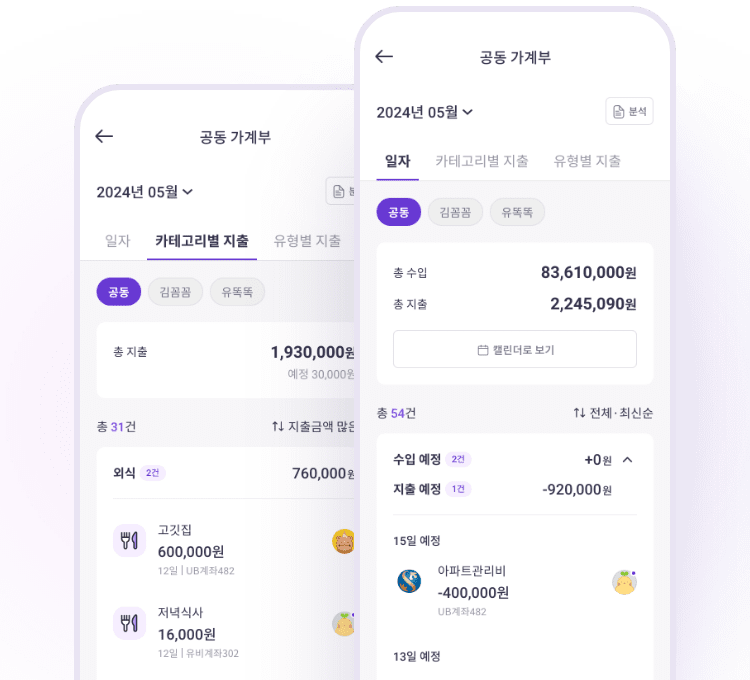 공동 가계부
2024년 05월
일자 카테고리별 지출 유형별 지출
공동 김꼼꼼 유똑똑
총 지출 1,930,000원
예정 30,000원
총 31건 지출금액 많은
외식 2건 760,000원
고깃집
600,000원
12일 | UB계좌482
저녁식사
16,000원
12일 | 유비계좌302
공동 가계부
2024년 05월 분석
일자 카테고리별 지출 유형별 지출
공동 김꼼꼼 유똑똑
총 수입 83,610,000원
총 지출 2,245,090원
캘린더로 보기
총 54건 전체·최신순
수입 예정 2건 +0원
지출 예정 1건 -920,000원
15일 예정
아파트관리비
-400,000원
UB계좌482
13일 예정